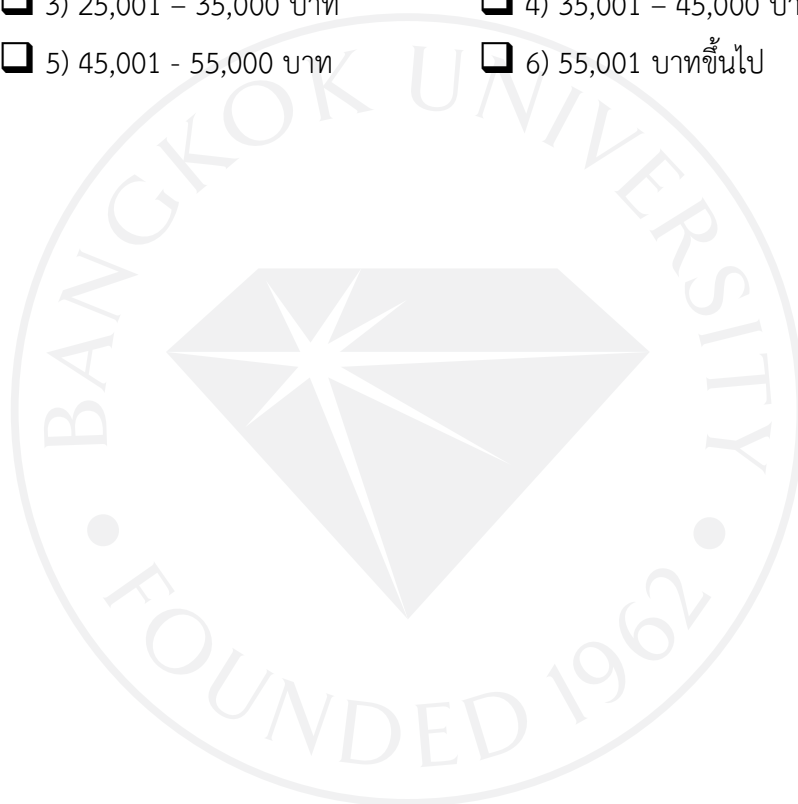 ❑ 3) 25,001 – 35,000 บาท ❑ 4) 35,001 – 45,000
❑ 5) 45,001 - 55,000 บาท ❑ 6) 55,001 บาทขึ้นไป
BANGKOK UNIVERSITY
• FOUNDED 1962 •